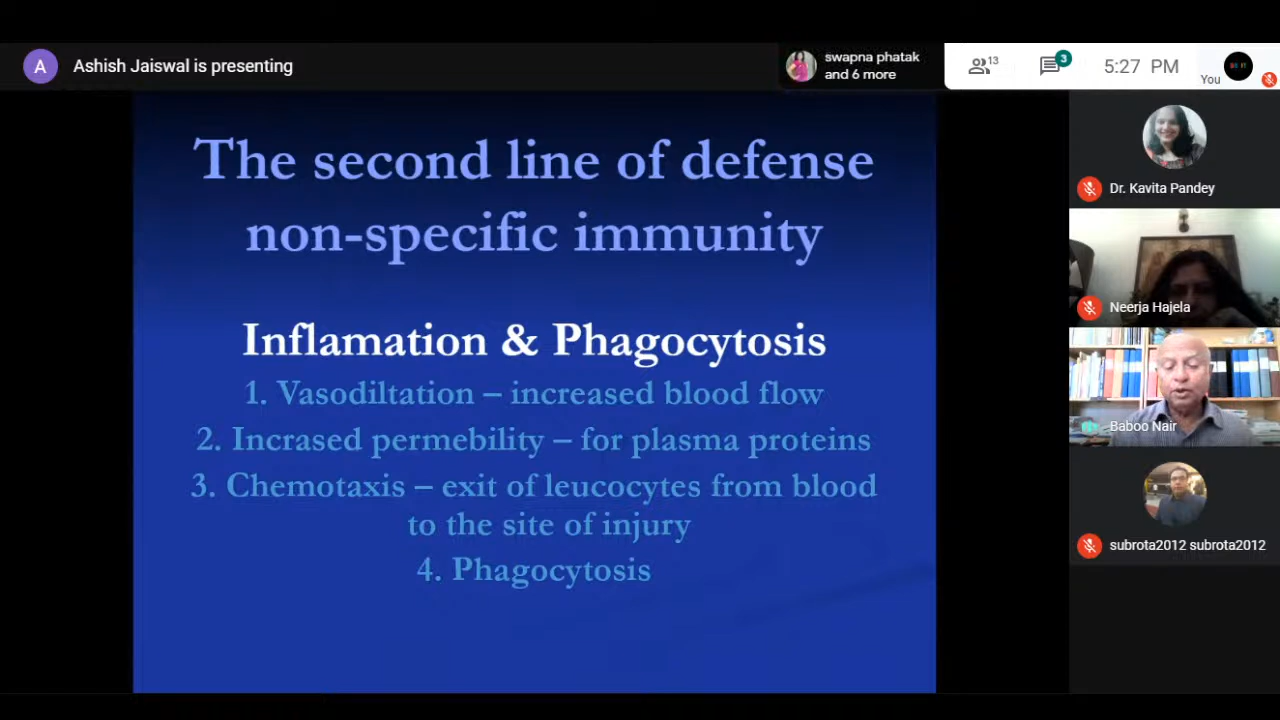 A
Ashish Jaiswal is presenting
swapna phatak
and 6 more
13
3
5:27 PM
You
The second line of defense
non-specific immunity
Inflamation & Phagocytosis
1. Vasodiltation – increased blood flow
2. Incrased permebility – for plasma proteins
3. Chemotaxis – exit of leucocytes from blood
to the site of injury
4. Phagocytosis
Dr. Kavita Pandey
Neerja Hajela
Baboo Nair
subrota2012 subrota2012